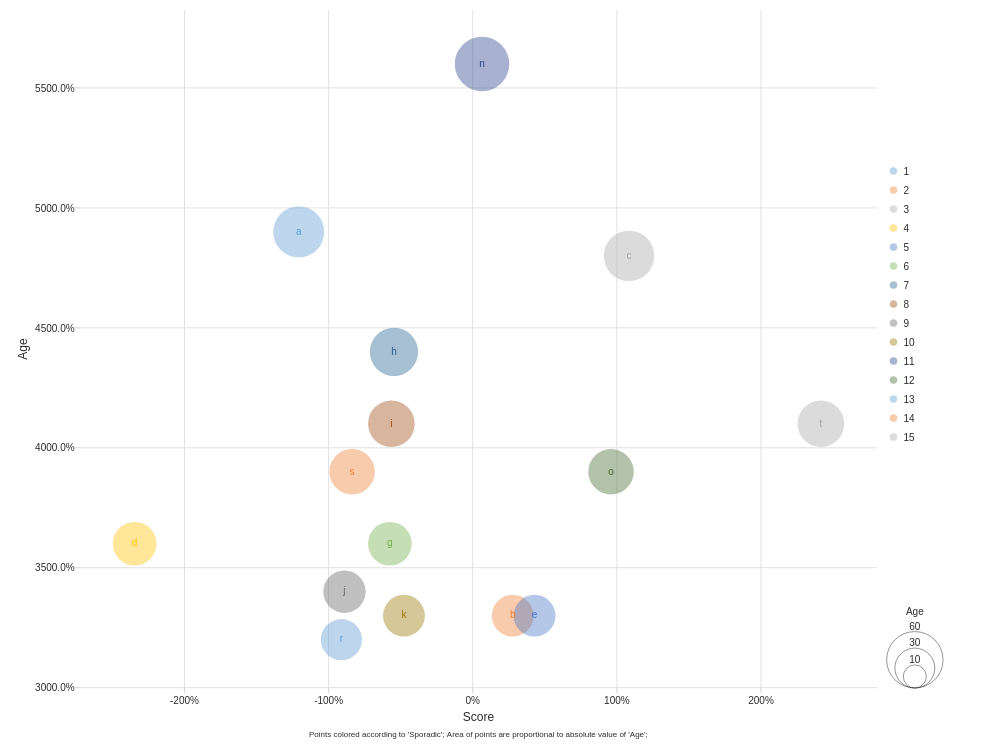 n
5500.0%
1
2
5000.0%
3
a
4
5
c
6
7
8
4500.0%
9
Age
h
10
11
12
13
i
t
14
15
4000.0%
s
o
d
g
3500.0%
j
k
b
e
Age
60
r
30
10
3000.0%
-200%
-100%
0%
100%
200%
Score
Points colored according to 'Sporadic'; Area of points are proportional to absolute value of 'Age';